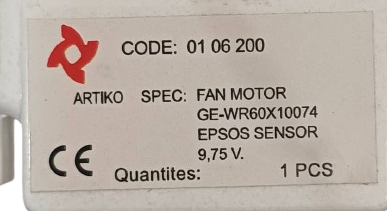 CODE: 01 06 200
ARTIKO SPEC: FAN MOTOR
GE-WR60X10074
EPSOS SENSOR
9,75 V.
CE Quantites: 1 PCS